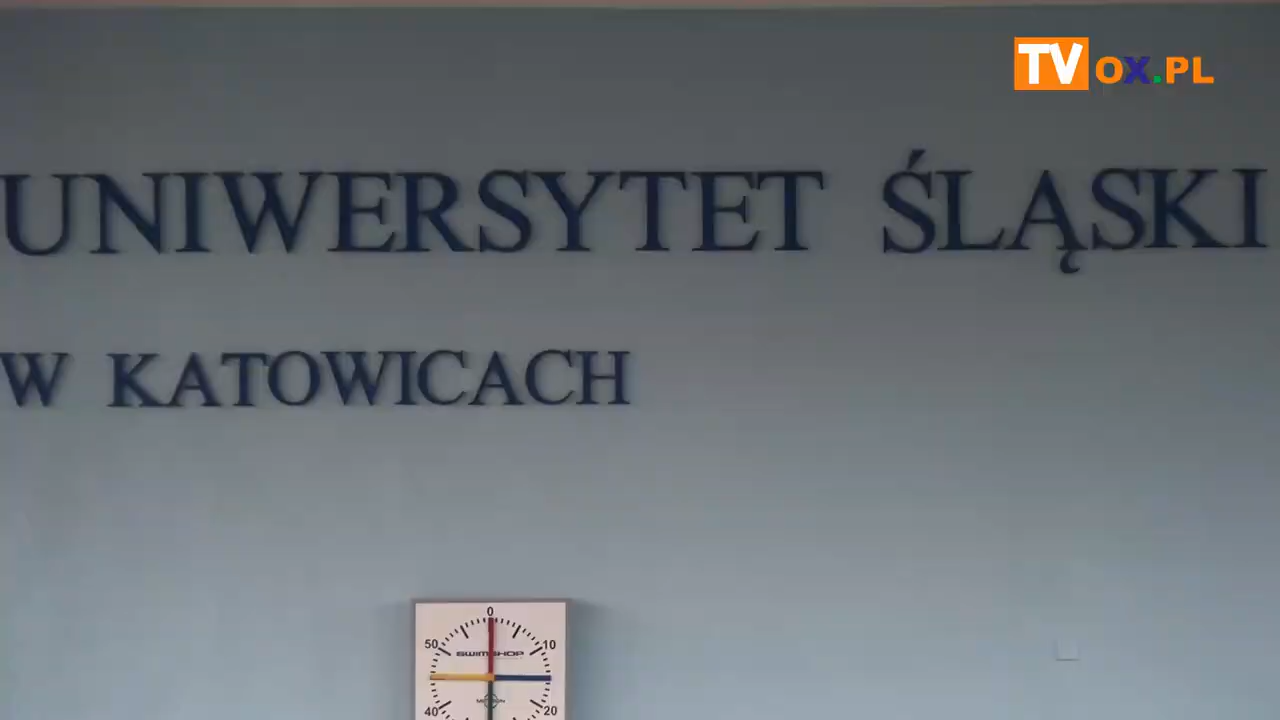 TVOX.PL
UNIWERSYTET ŚLĄSKI
W KATOWICACH
0
50 10
SWIMSHOP
40 20